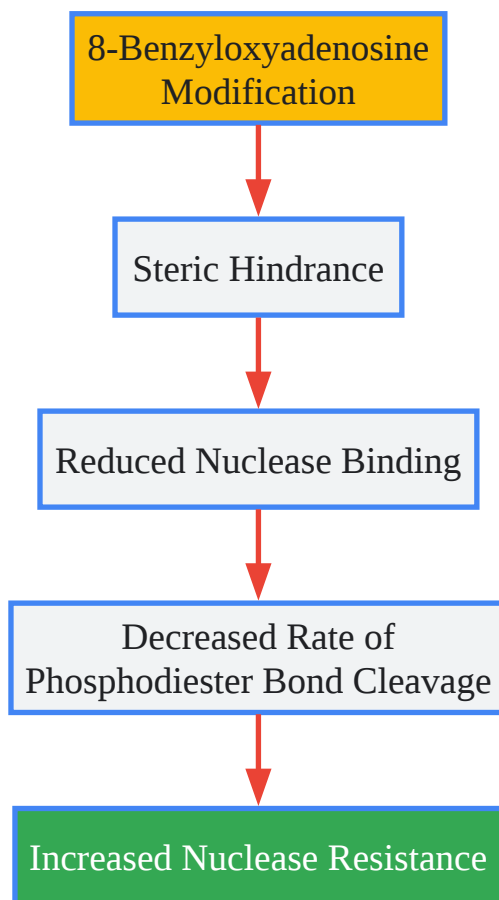 8-Benzyloxyadenosine
Modification
Steric Hindrance
Reduced Nuclease Binding
Decreased Rate of
Phosphodiester Bond Cleavage
Increased Nuclease Resistance